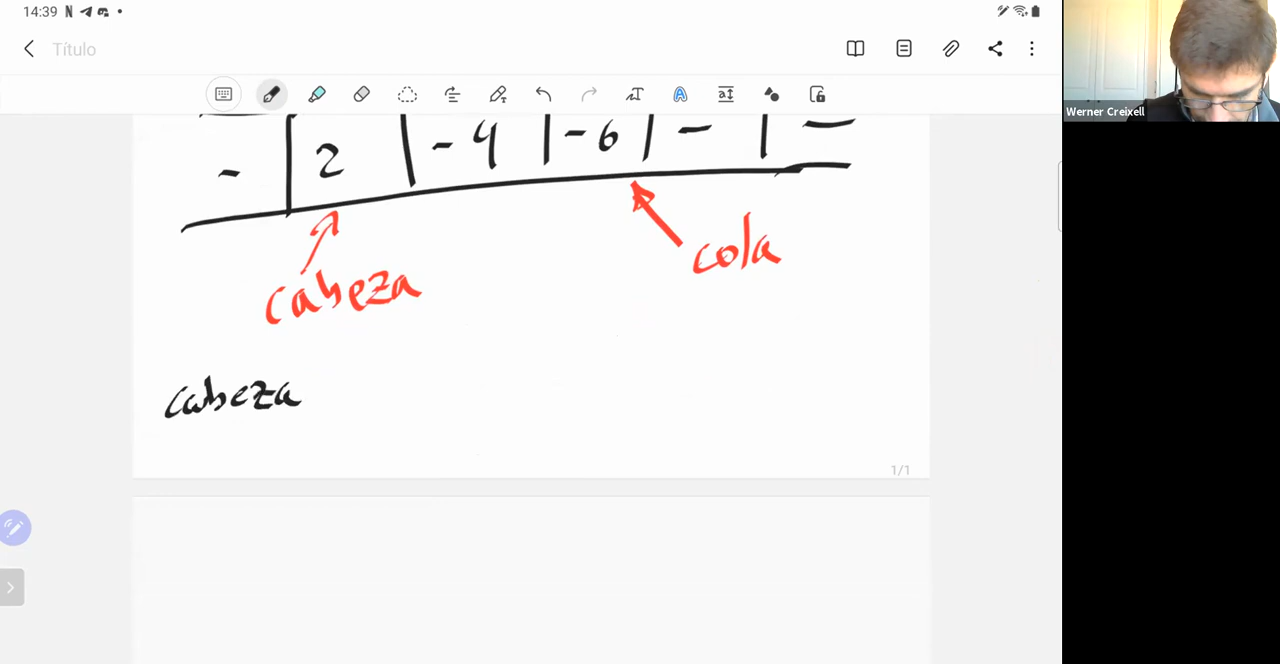 14:39
Título
Werner Creixell
- | 2 | - 4 | - 6 | - | -
cabeza
cola
cabeza
1/1